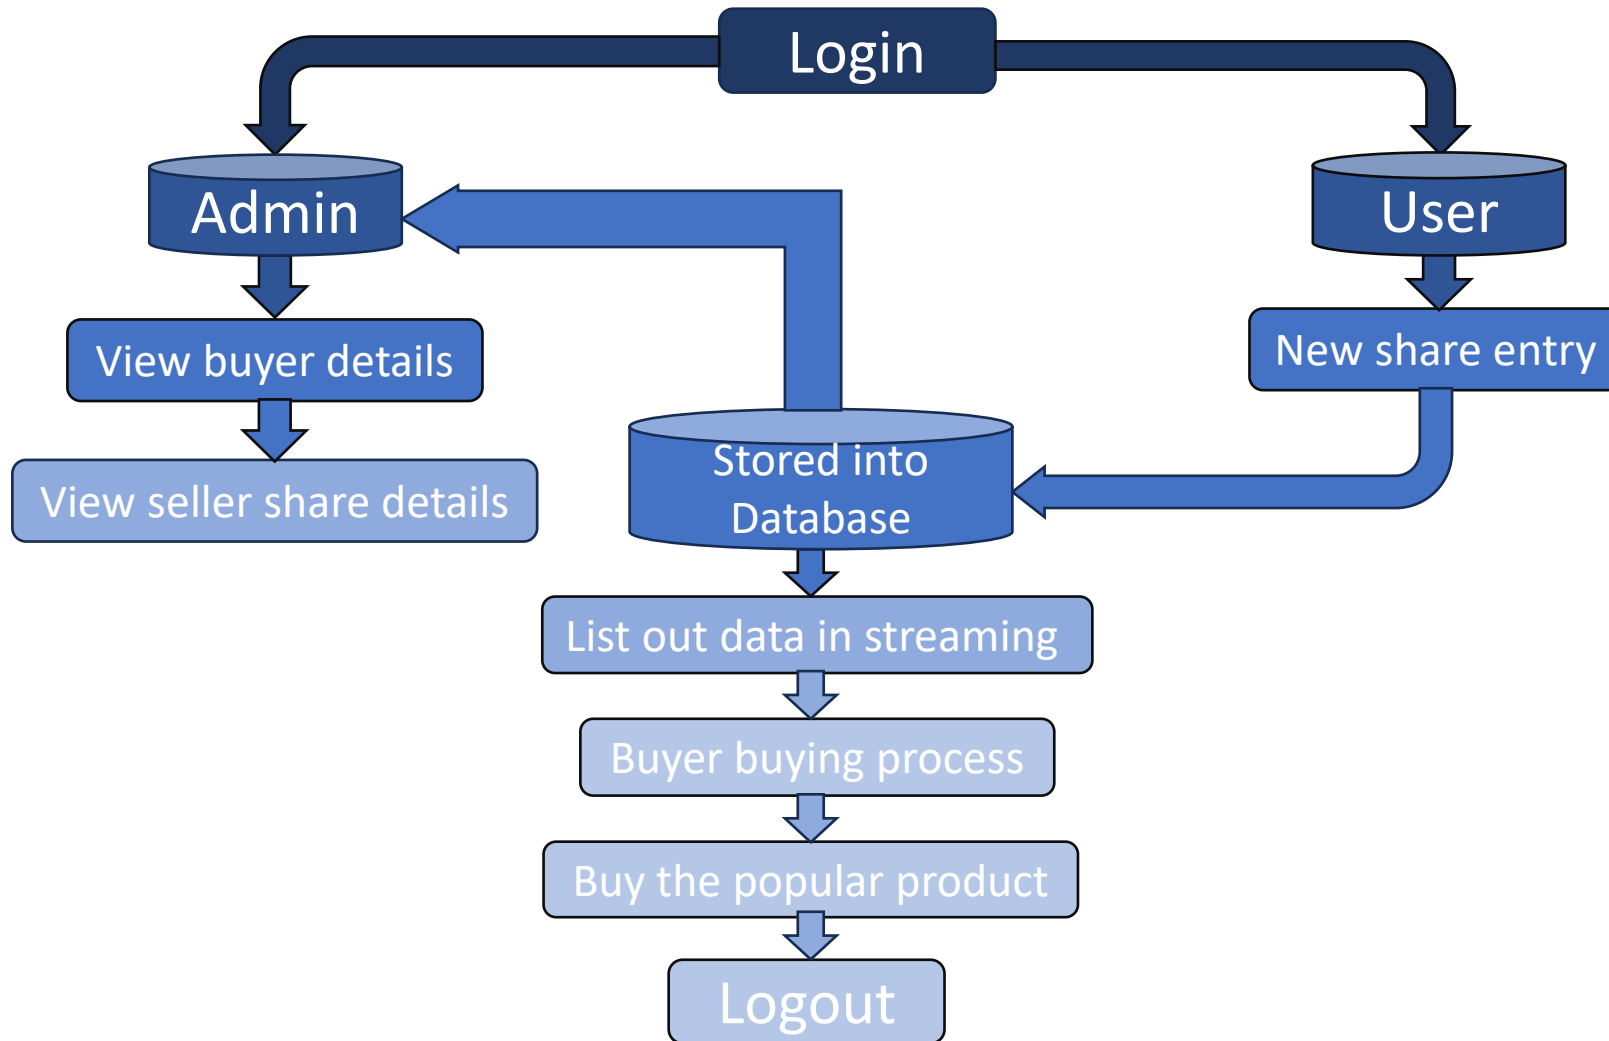 Login
Admin
User
View buyer details
New share entry
View seller share details
Stored into
Database
List out data in streaming
Buyer buying process
Buy the popular product
Logout